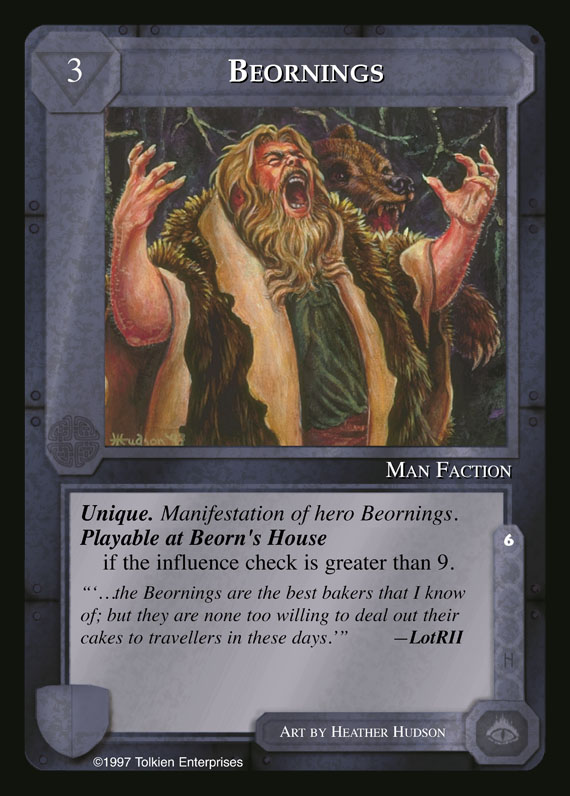 3
BEORNINGS
HHudson '97
MAN FACTION
Unique. Manifestation of hero Beornings.
Playable at Beorn's House
if the influence check is greater than 9.
6
“‘…the Beornings are the best bakers that I know
of; but they are none too willing to deal out their
cakes to travellers in these days.’” —LotRII
H
ART BY HEATHER HUDSON
©1997 Tolkien Enterprises